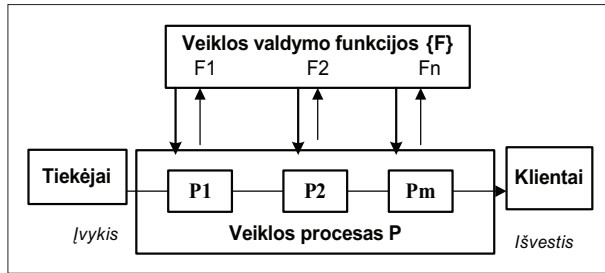 Veiklos valdymo funkcijos {F}
F1 F2 Fn
Tiekėjai
P1 P2 Pm
Klientai
Įvykis
Veiklos procesas P
Išvestis